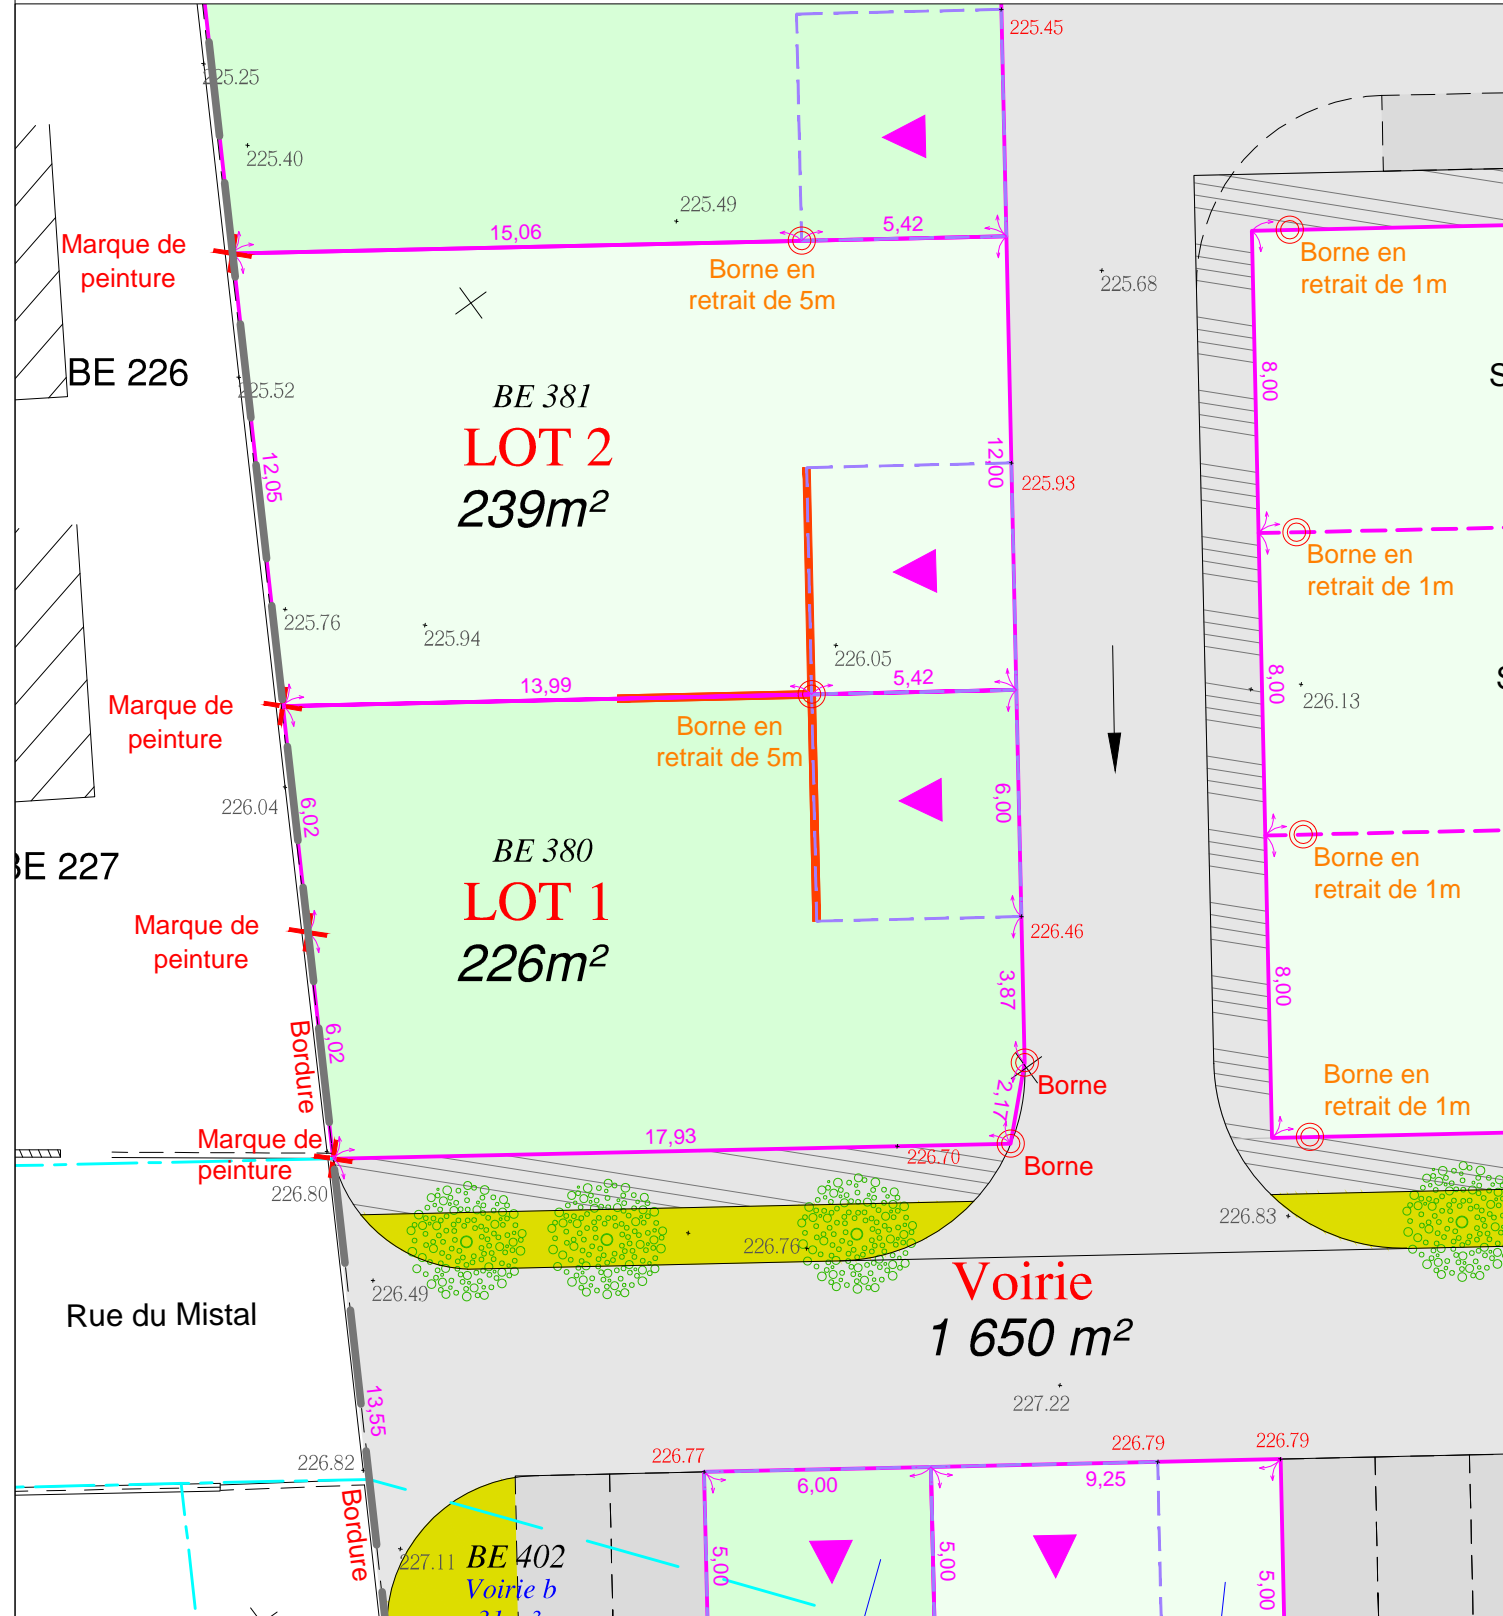 225.45
225.25
225.40
225.49
15,06
5,42
Marque de
peinture
Borne en
retrait de 5m
Borne en
retrait de 1m
225.68
BE 226
225.52
8,00
BE 381
LOT 2
239m²
12,05
12,00
225.93
Borne en
retrait de 1m
225.76
225.94
226.05
13,99
5,42
8,00
226.13
Marque de
peinture
Borne en
retrait de 5m
226.04
6,02
6,00
BE 380
LOT 1
226m²
BE 227
Borne en
retrait de 1m
Marque de
peinture
226.46
3,87
8,00
Bordure
6,02
2,17
Borne
Borne en
retrait de 1m
Marque de
peinture
17,93
226.70
Borne
226.80
226.76
226.83
226.49
Rue du Mistal
Voirie
1 650 m²
13,55
227.22
226.82
226.77
226.79
226.79
6,00
9,25
Bordure
227.11
BE 402
Voirie b
5,00
5,00
5,00